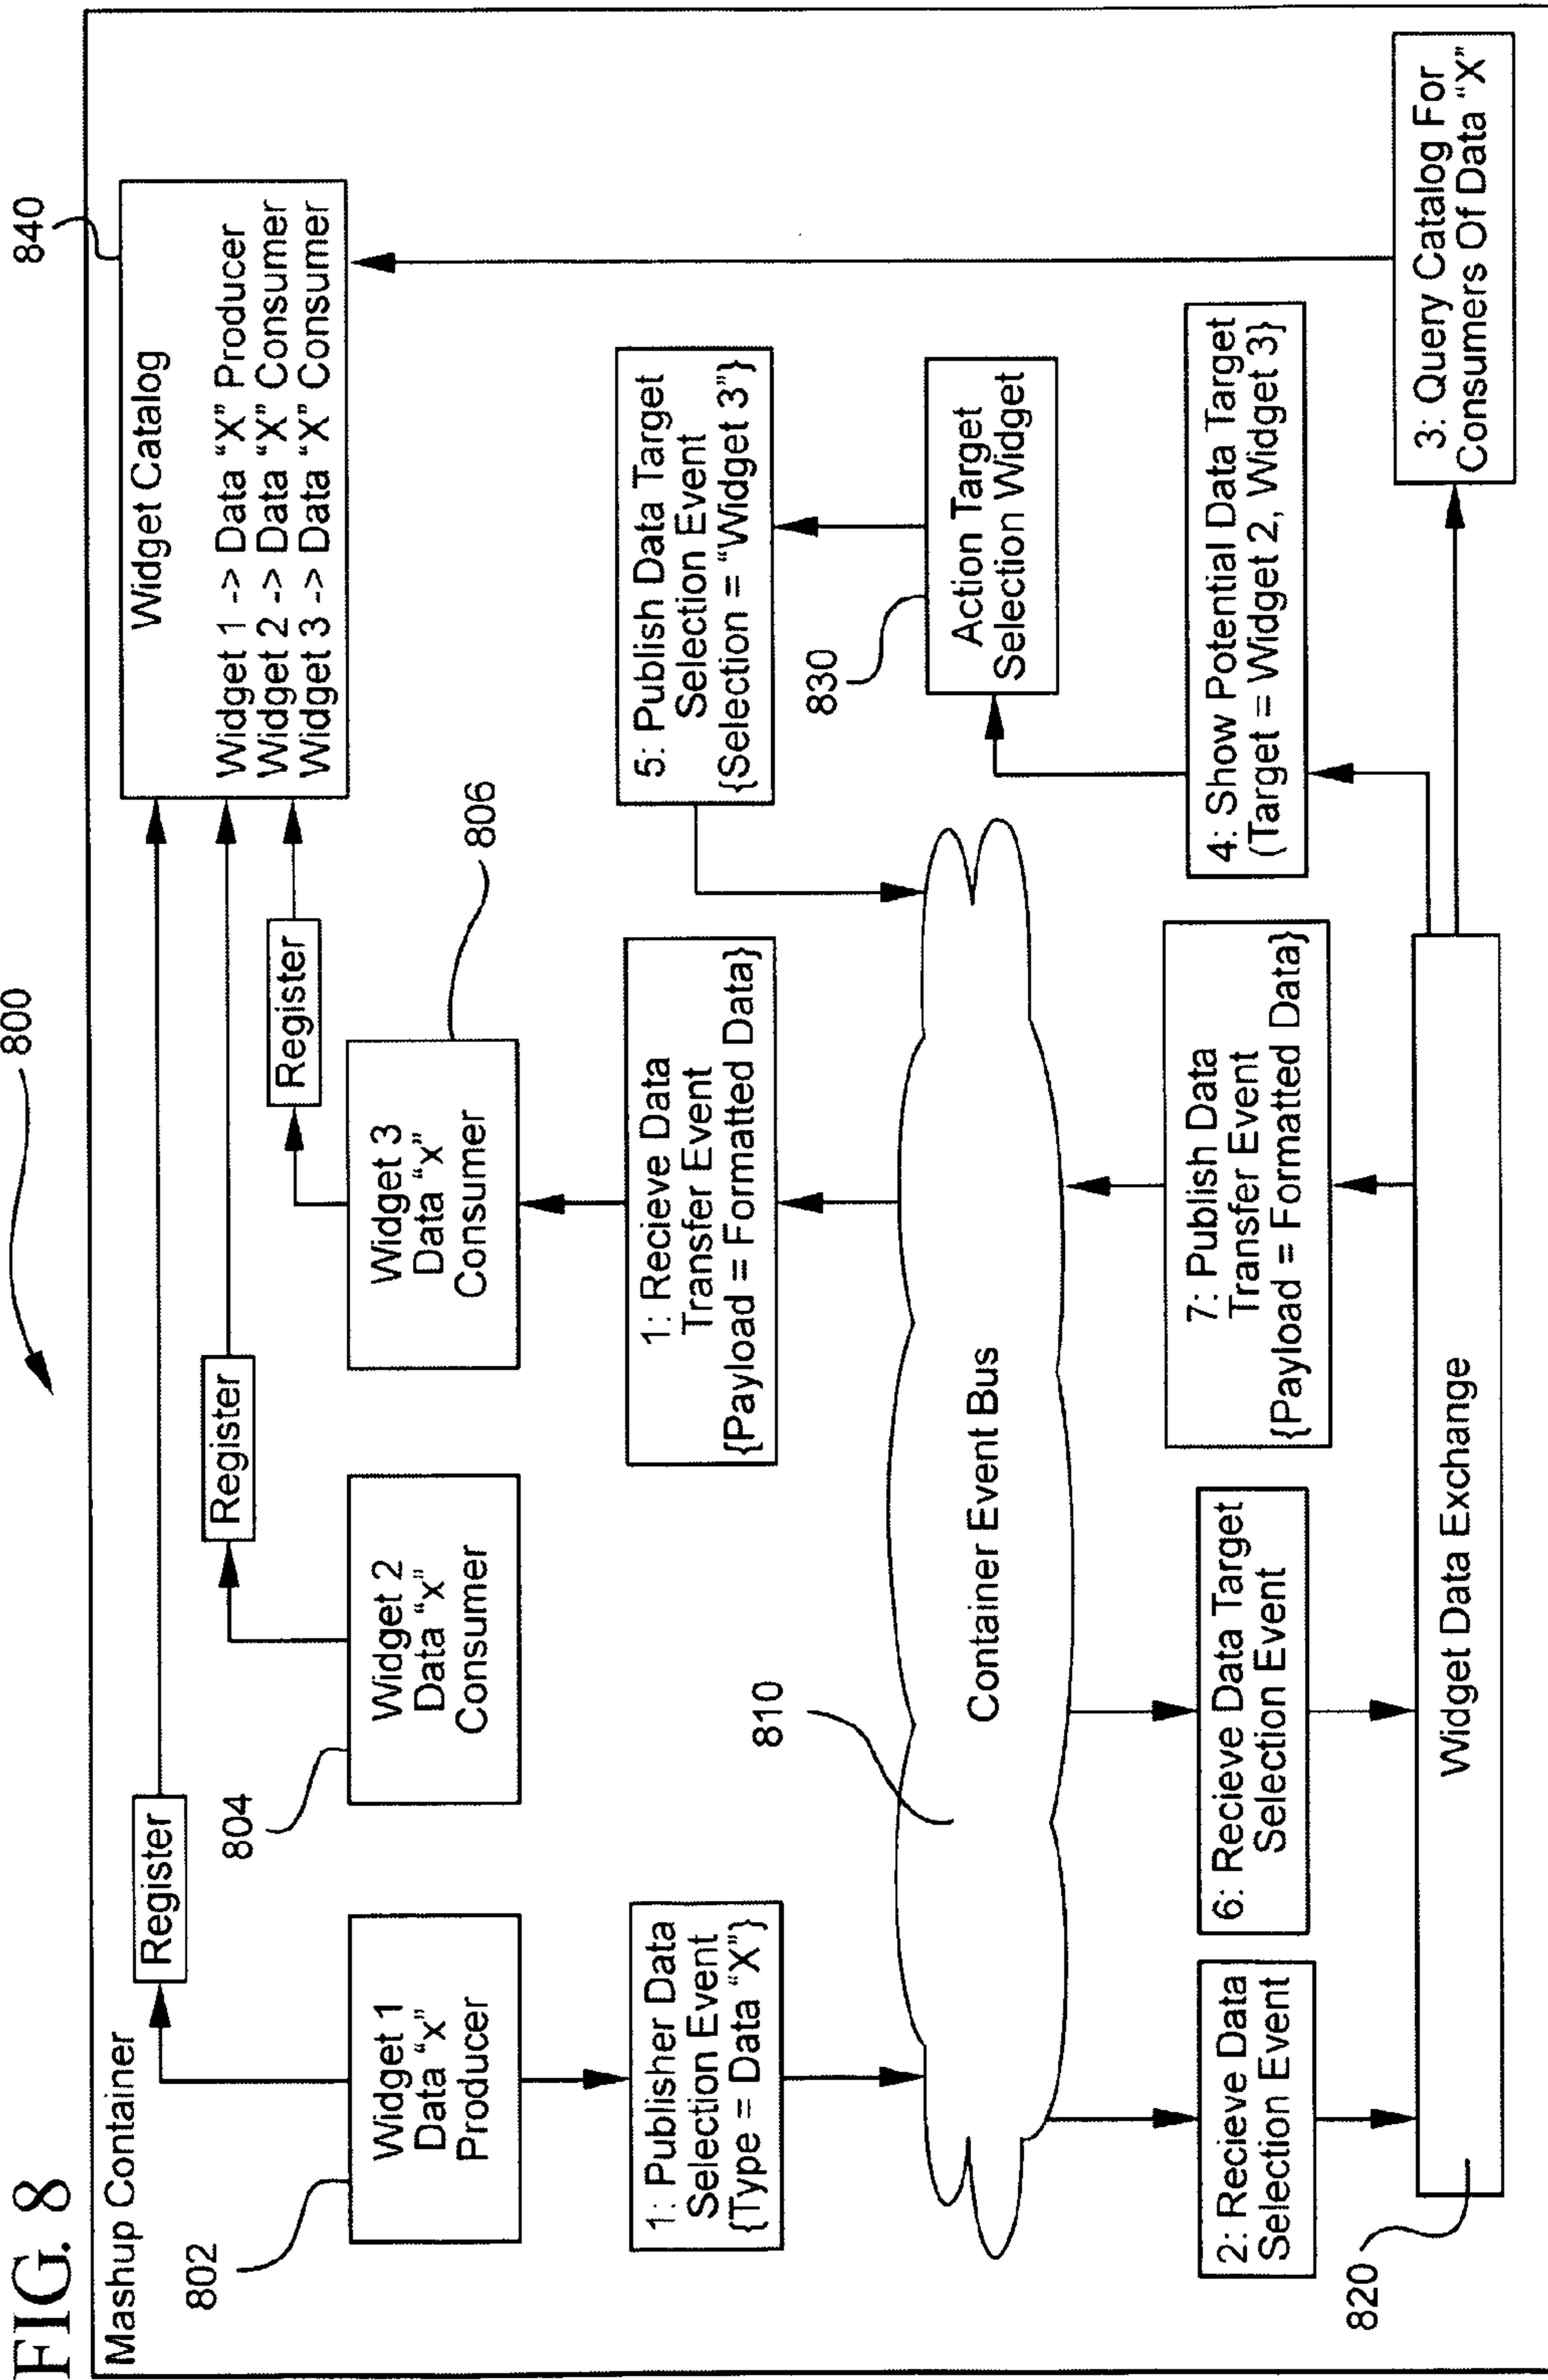 FIG. 8
800
Mashup Container
840
Widget Catalog
Widget 1 -> Data “X” Producer
Widget 2 -> Data “X” Consumer
Widget 3 -> Data “X” Consumer
Register
Register
Register
802
Widget 1
Data “x”
Producer
804
Widget 2
Data “x”
Consumer
Widget 3
Data “x”
Consumer
806
1: Publisher Data
Selection Event
{Type = Data “X”}
1: Recieve Data
Transfer Event
{Payload = Formatted Data}
5: Publish Data Target
Selection Event
{Selection = “Widget 3”}
810
Container Event Bus
830
Action Target
Selection Widget
2: Recieve Data
Selection Event
6: Recieve Data Target
Selection Event
7: Publish Data
Transfer Event
{Payload = Formatted Data}
4: Show Potential Data Target
(Target = Widget 2, Widget 3}
820
Widget Data Exchange
3: Query Catalog For
Consumers Of Data “X”